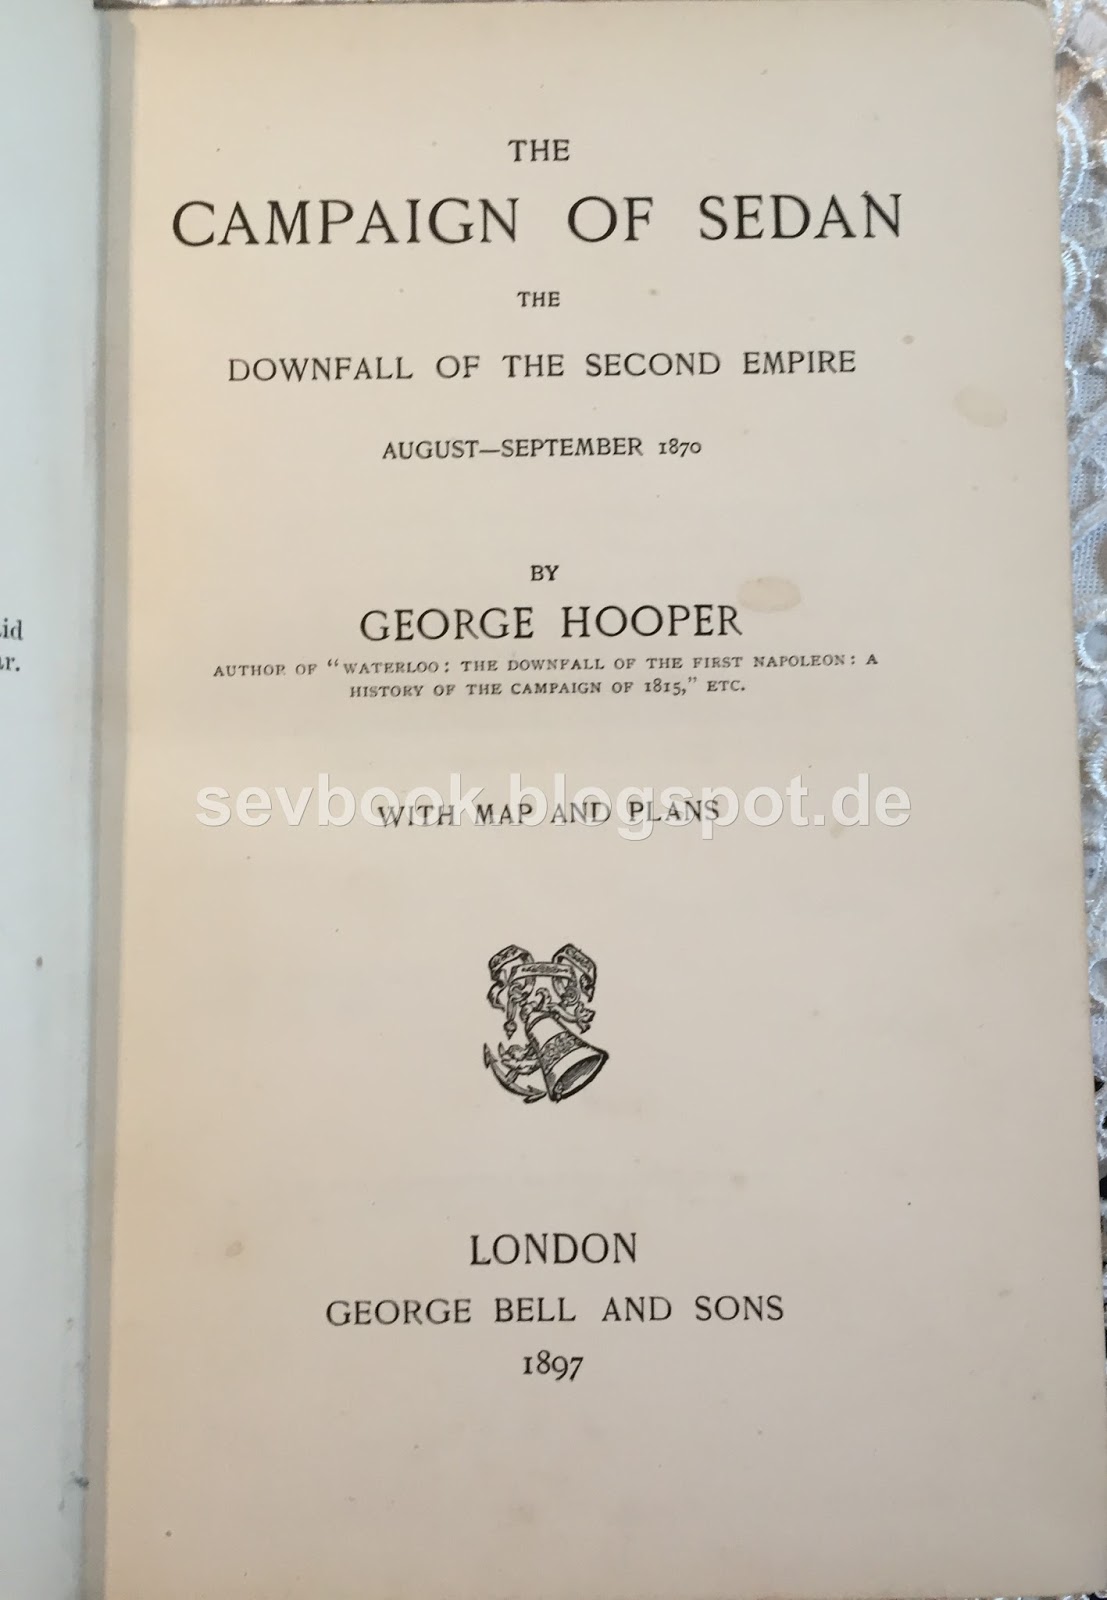 THE
CAMPAIGN OF SEDAN
THE
DOWNFALL OF THE SECOND EMPIRE
AUGUST—SEPTEMBER 1870
BY
GEORGE HOOPER
AUTHOR OF "WATERLOO: THE DOWNFALL OF THE FIRST NAPOLEON: A
HISTORY OF THE CAMPAIGN OF 1815," ETC.
sevbook.blogspot.de
WITH MAP AND PLANS
LONDON
GEORGE BELL AND SONS
1897